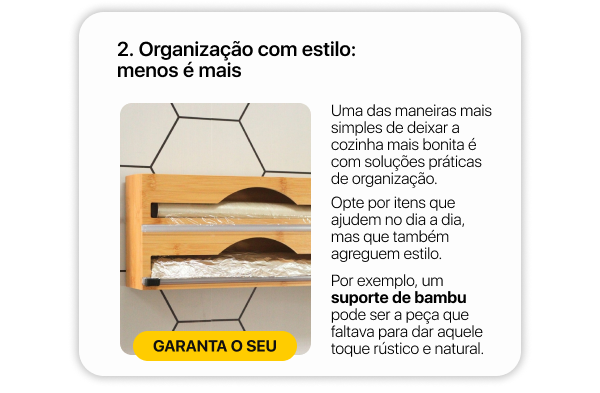 2. Organização com estilo:
menos é mais
Uma das maneiras mais
simples de deixar a
cozinha mais bonita é
com soluções práticas
de organização.
Opte por itens que
ajudem no dia a dia,
mas que também
agreguem estilo.
Por exemplo, um
suporte de bambu
pode ser a peça que
faltava para dar aquele
toque rústico e natural.
GARANTA O SEU